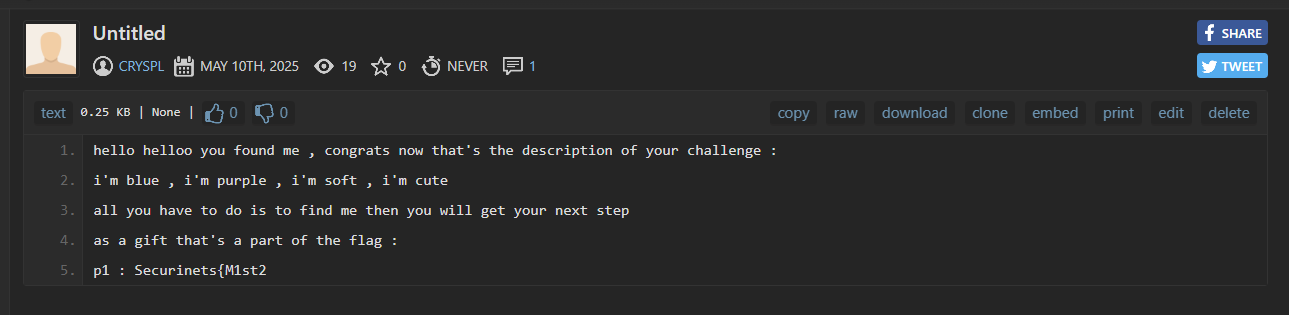 Untitled
SHARE
CRYSPL MAY 10TH, 2025 19 0 NEVER 1
TWEET
text 0.25 KB | None | 0 0 copy raw download clone embed print edit delete
1. hello helloo you found me , congrats now that's the description of your challenge :
2. i'm blue , i'm purple , i'm soft , i'm cute
3. all you have to do is to find me then you will get your next step
4. as a gift that's a part of the flag :
5. p1 : Securinets{M1st2